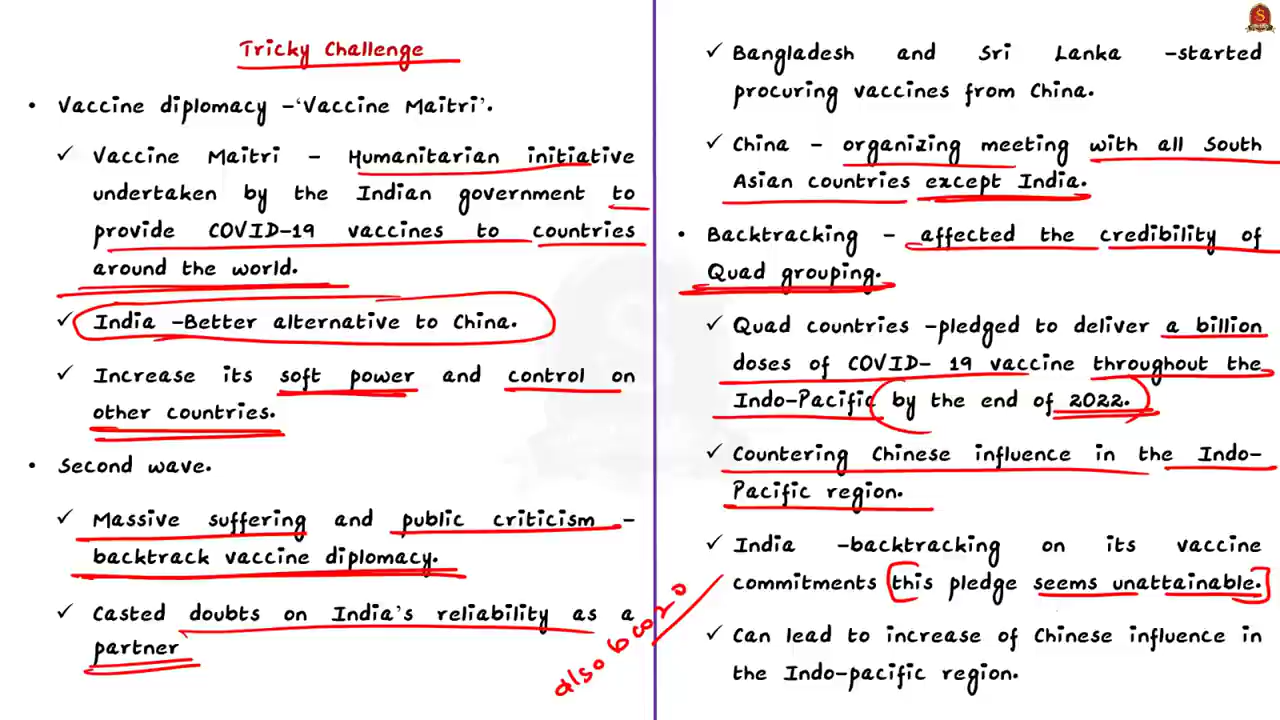 Tricky Challenge
• Vaccine diplomacy –‘Vaccine Maitri’.
✓ Vaccine Maitri – Humanitarian initiative
undertaken by the Indian government to
provide COVID-19 vaccines to countries
around the world.
✓ India –Better alternative to China.
✓ Increase its soft power and control on
other countries.
• Second wave.
✓ Massive suffering and public criticism –
backtrack vaccine diplomacy.
✓ Casted doubts on India’s reliability as a
partner
also
✓ Bangladesh and Sri Lanka –started
procuring vaccines from China.
✓ China – organizing meeting with all South
Asian countries except India.
• Backtracking – affected the credibility of
Quad grouping.
✓ Quad countries –pledged to deliver a billion
doses of COVID- 19 vaccine throughout the
Indo-Pacific by the end of 2022.
✓ Countering Chinese influence in the Indo-
Pacific region.
✓ India –backtracking on its vaccine
commitments this pledge seems unattainable.
✓ Can lead to increase of Chinese influence in
the Indo-pacific region.